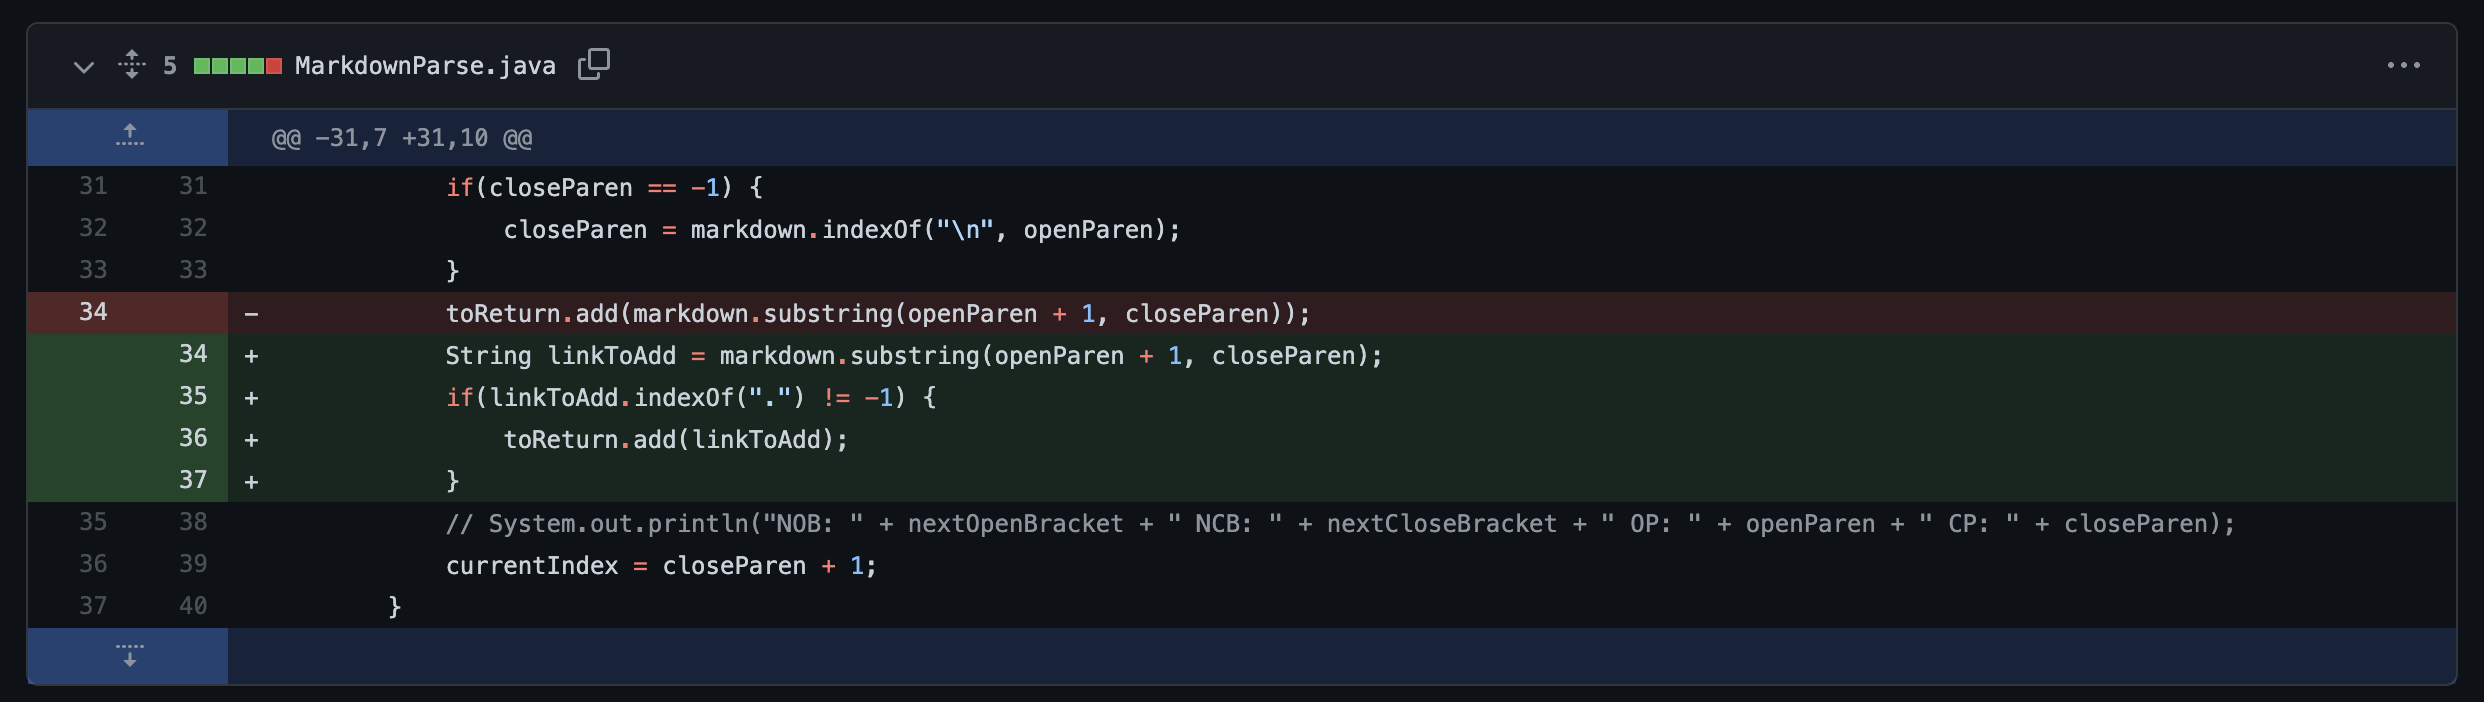 5 MarkdownParse.java
@@ -31,7 +31,10 @@
31 31 if(closeParen == -1) {
32 32 closeParen = markdown.indexOf("\n", openParen);
33 33 }
34 - toReturn.add(markdown.substring(openParen + 1, closeParen));
34 + String linkToAdd = markdown.substring(openParen + 1, closeParen);
35 + if(linkToAdd.indexOf(".") != -1) {
36 + toReturn.add(linkToAdd);
37 + }
35 38 // System.out.println("NOB: " + nextOpenBracket + " NCB: " + nextCloseBracket + " OP: " + openParen + " CP: " + closeParen);
36 39 currentIndex = closeParen + 1;
37 40 }